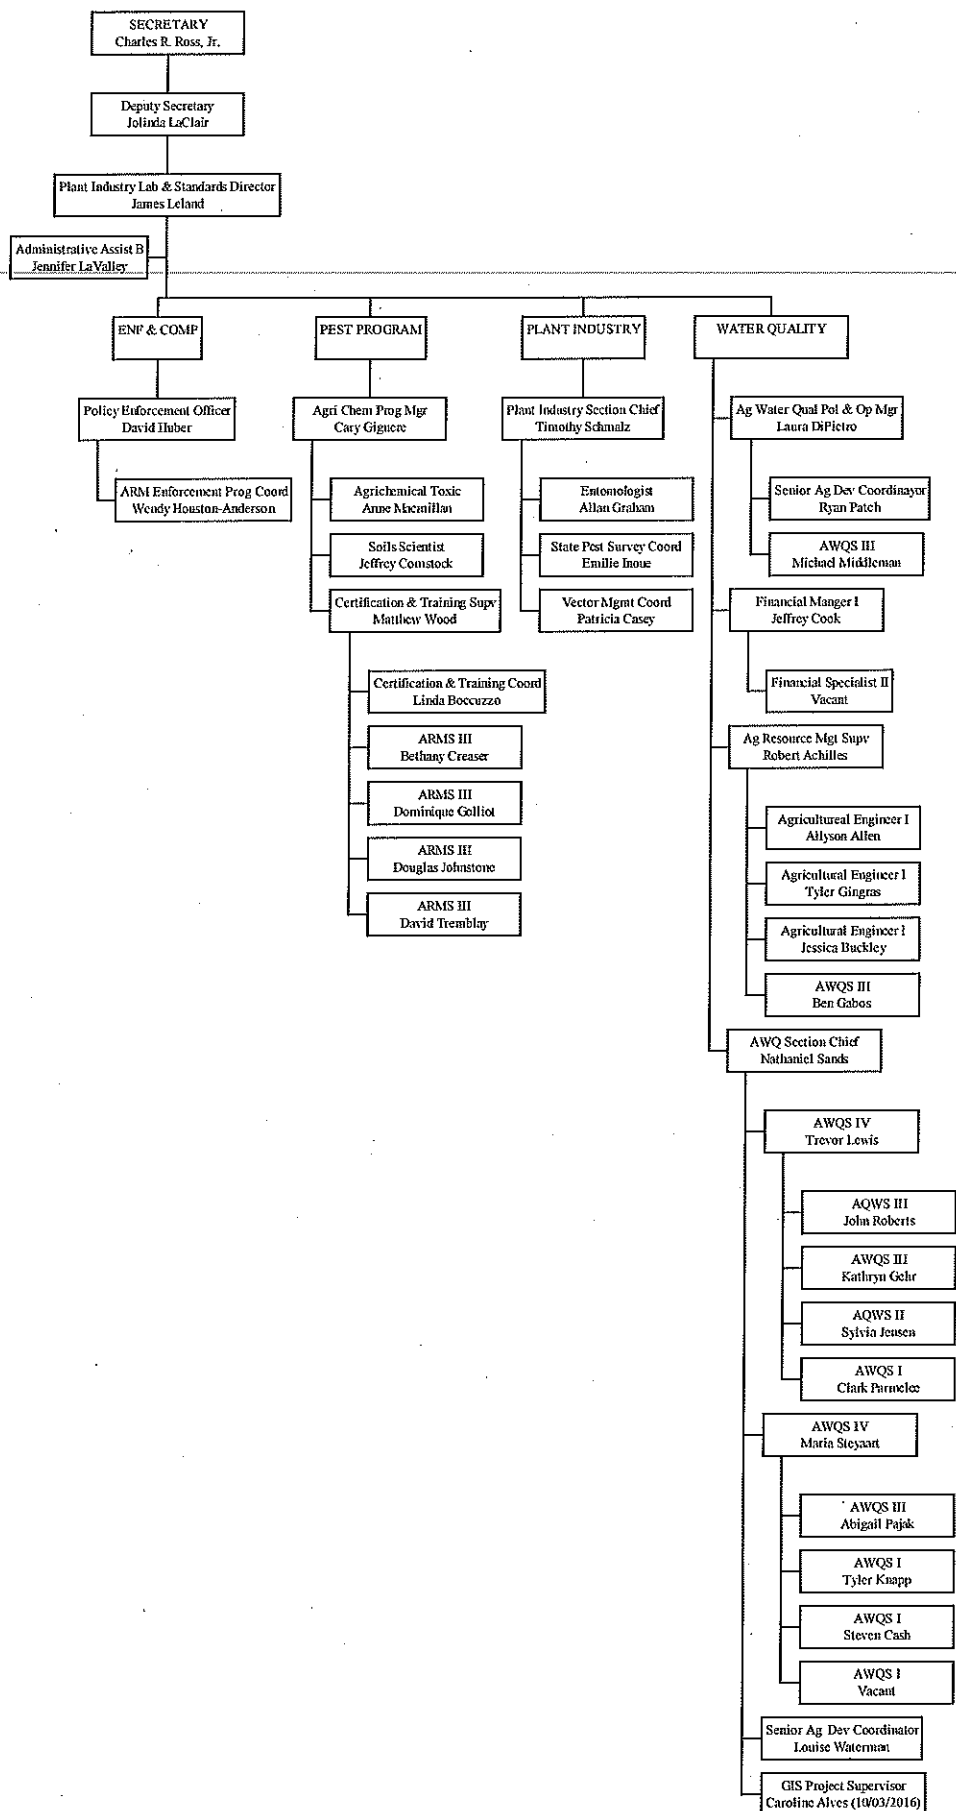 SECRETARY
Charles R. Ross, Jr.
Deputy Secretary
Jolinda LaClair
Plant Industry Lab & Standards Director
James Leland
Administrative Assist B
Jennifer LaValley
ENF & COMP
Policy Enforcement Officer
David Huber
ARM Enforcement Prog Coord
Wendy Houston-Anderson
PEST PROGRAM
Agri Chem Prog Mgr
Cary Giguere
Agrichemical Toxic
Anne Macmillan
Soils Scientist
Jeffrey Comstock
Certification & Training Supv
Matthew Wood
Certification & Training Coord
Linda Boccuzzo
ARMS III
Bethany Creaser
ARMS III
Dominique Golliot
ARMS III
Douglas Johnstone
ARMS III
David Tremblay
PLANT INDUSTRY
Plant Industry Section Chief
Timothy Schmalz
Entomologist
Allan Graham
State Pest Survey Coord
Emilie Inoue
Vector Mgmt Coord
Patricia Casey
WATER QUALITY
Ag Water Qual Pol & Op Mgr
Laura DiPietro
Senior Ag Dev Coordinayor
Ryan Patch
AWQS III
Michael Middleman
Financial Manger I
Jeffrey Cook
Financial Specialist II
Vacant
Ag Resource Mgt Supv
Robert Achilles
Agricultureal Engineer I
Allyson Allen
Agricultural Engineer I
Tyler Gingras
Agricultural Engineer I
Jessica Buckley
AWQS III
Ben Gabos
AWQ Section Chief
Nathaniel Sands
AWQS IV
Trevor Lewis
AQWS III
John Roberts
AWQS III
Kathryn Gehr
AQWS II
Sylvia Jensen
AWQS I
Clark Parmelee
AWQS IV
Maria Steyaart
AWQS III
Abigail Pajak
AWQS I
Tyler Knapp
AWQS I
Steven Cash
AWQS I
Vacant
Senior Ag Dev Coordinator
Louise Waterman
GIS Project Supervisor
Caroline Alves (10/03/2016)